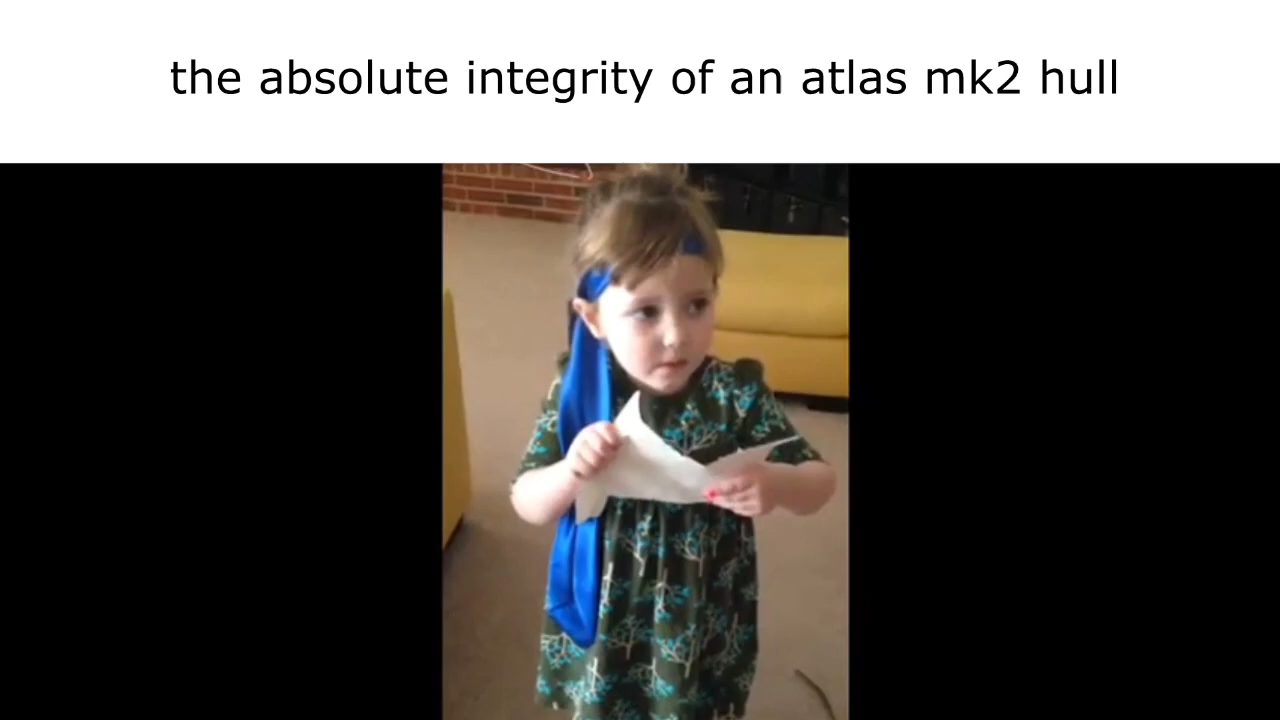 the absolute integrity of an atlas mk2 hull